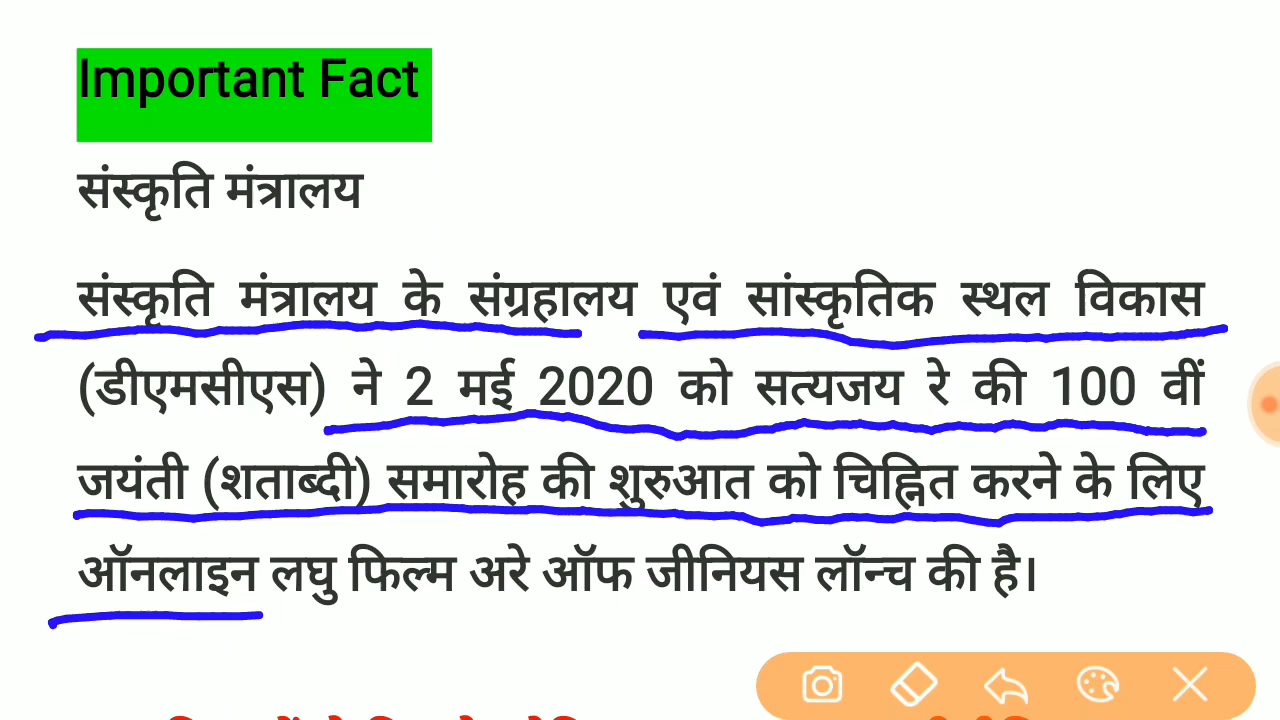 Important Fact
संस्कृति मंत्रालय
संस्कृति मंत्रालय के संग्रहालय एवं सांस्कृतिक स्थल विकास
(डीएमसीएस) ने 2 मई 2020 को सत्यजय रे की 100 वीं
जयंती (शताब्दी) समारोह की शुरुआत को चिह्नित करने के लिए
ऑनलाइन लघु फिल्म अरे ऑफ जीनियस लॉन्च की है।